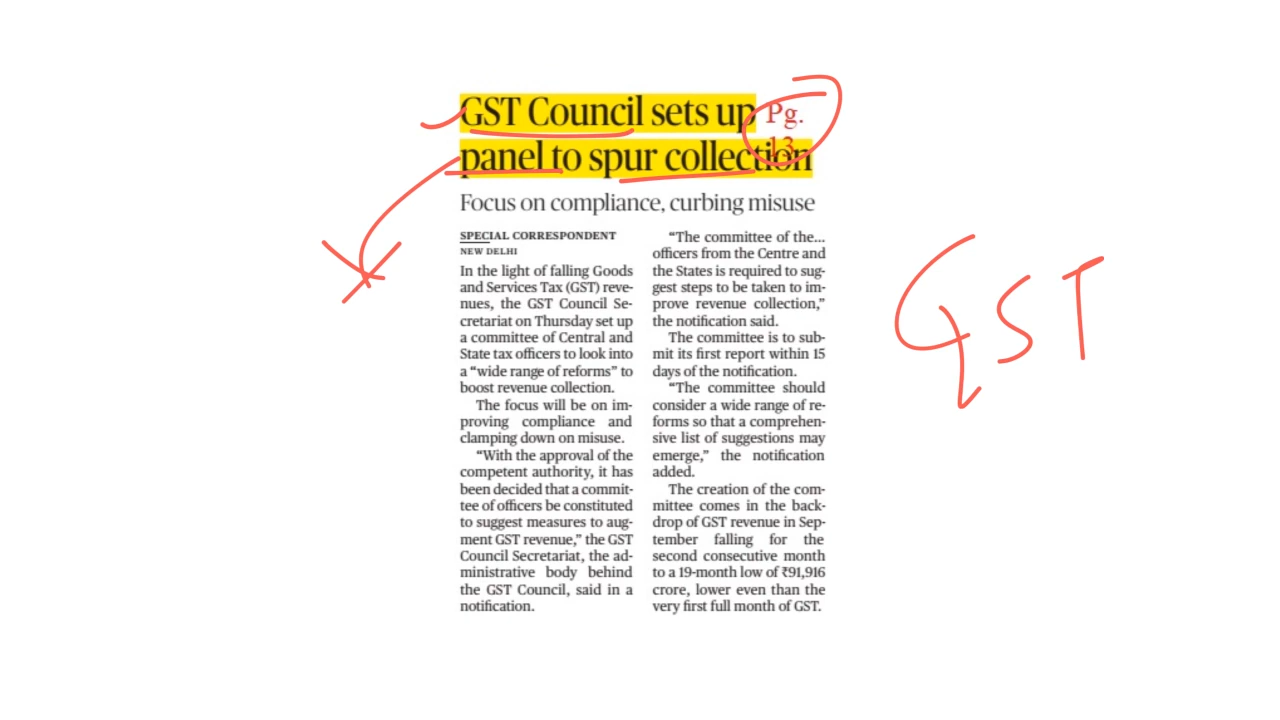 GST Council sets up
Pg.
13
panel to spur collection
Focus on compliance, curbing misuse
SPECIAL CORRESPONDENT
NEW DELHI
In the light of falling Goods
and Services Tax (GST) reve-
nues, the GST Council Se-
cretariat on Thursday set up
a committee of Central and
State tax officers to look into
a “wide range of reforms” to
boost revenue collection.
The focus will be on im-
proving compliance and
clamping down on misuse.
“With the approval of the
competent authority, it has
been decided that a commit-
tee of officers be constituted
to suggest measures to aug-
ment GST revenue,” the GST
Council Secretariat, the ad-
ministrative body behind
the GST Council, said in a
notification.
“The committee of the...
officers from the Centre and
the States is required to sug-
gest steps to be taken to im-
prove revenue collection,”
the notification said.
The committee is to sub-
mit its first report within 15
days of the notification.
“The committee should
consider a wide range of re-
forms so that a comprehen-
sive list of suggestions may
emerge,” the notification
added.
The creation of the com-
mittee comes in the back-
drop of GST revenue in Sep-
tember falling for the
second consecutive month
to a 19-month low of ₹91,916
crore, lower even than the
very first full month of GST.
GST